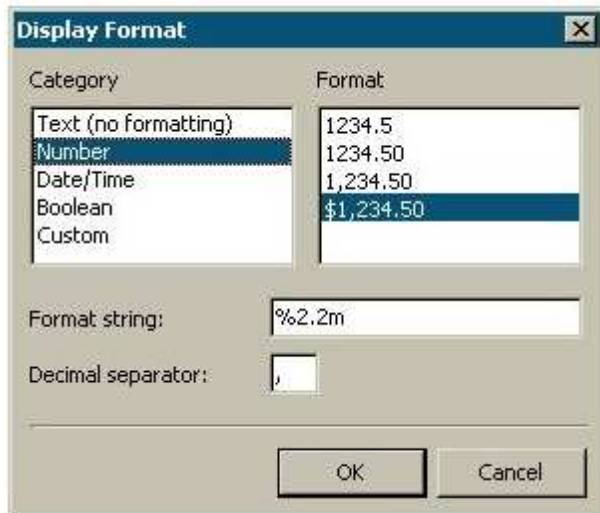 Display Format
Category
Format
Text (no formatting)
Number
Date/Time
Boolean
Custom
1234.5
1234.50
1,234.50
$1,234.50
Format string:
%2.2m
Decimal separator:
,
OK
Cancel